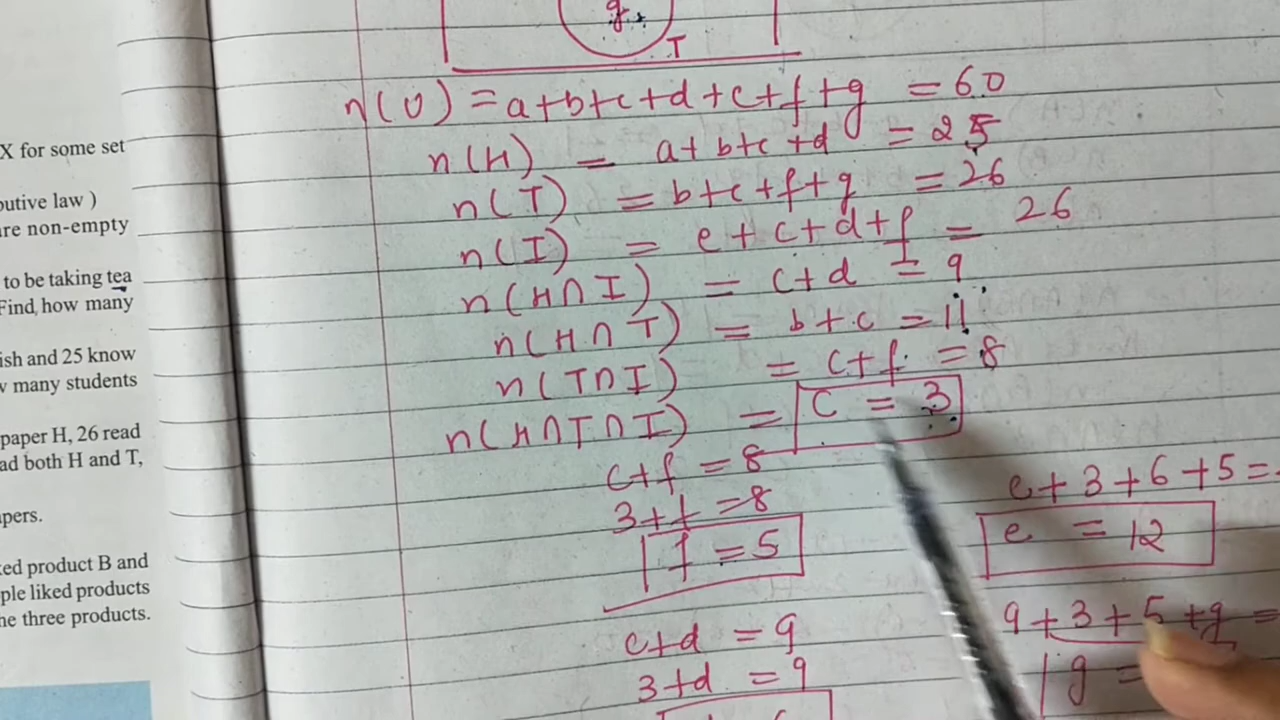 X for some set
butive law )
are non-empty
to be taking tea
Find how many
ish and 25 know
w many students
paper H, 26 read
ad both H and T,
apers.
ked product B and
ple liked products
he three products.
g
T
n(U) = a+b+c+d+c+f+g = 60
n(H) = a+b+c+d = 25
n(T) = b+c+f+g = 26
n(I) = e+c+d+f = 26
n(H∩I) = c+d = 9
n(H∩T) = b+c = 11
n(T∩I) = c+f = 8
n(H∩T∩I) = c = 3
c+f = 8
3+f = 8
f = 5
c+d = 9
3+d = 9
e+3+6+5 =
e = 12
9+3+5+g =
g =